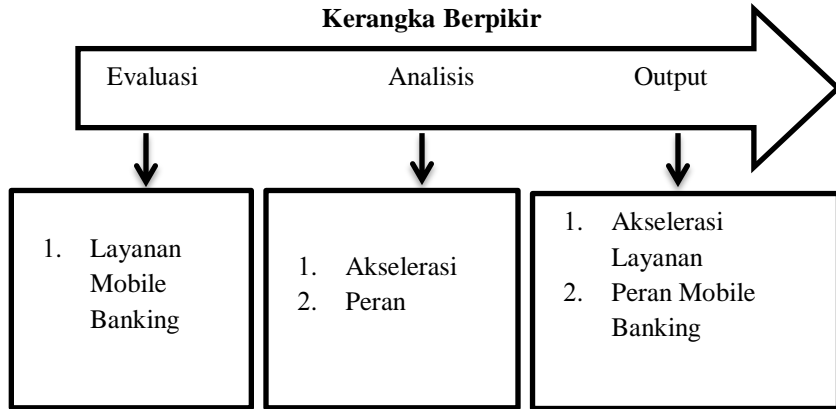 Kerangka Berpikir
Evaluasi Analisis Output
1. Layanan
Mobile
Banking
1. Akselerasi
2. Peran
1. Akselerasi
Layanan
2. Peran Mobile
Banking